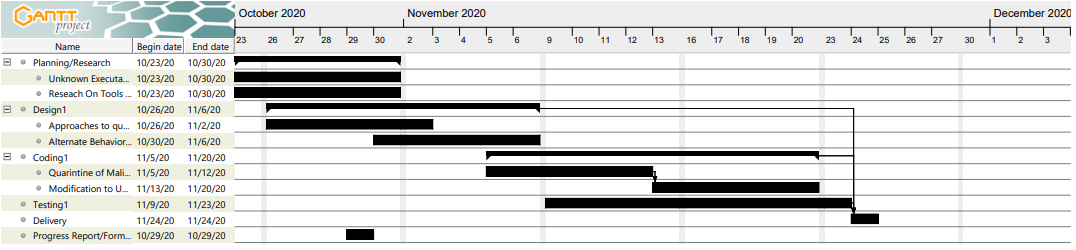 GANTT project
October 2020 November 2020 December 2020
23 26 27 28 29 30 2 3 4 5 6 9 10 11 12 13 16 17 18 19 20 23 24 25 26 27 30 1 2 3 4
Name Begin date End date
Planning/Research 10/23/20 10/30/20
Unknown Executa... 10/23/20 10/30/20
Reseach On Tools ... 10/23/20 10/30/20
Design1 10/26/20 11/6/20
Approaches to qu... 10/26/20 11/2/20
Alternate Behavior... 10/30/20 11/6/20
Coding1 11/5/20 11/20/20
Quarintine of Mali... 11/5/20 11/12/20
Modification to U... 11/13/20 11/20/20
Testing1 11/9/20 11/23/20
Delivery 11/24/20 11/24/20
Progress Report/Form... 10/29/20 10/29/20